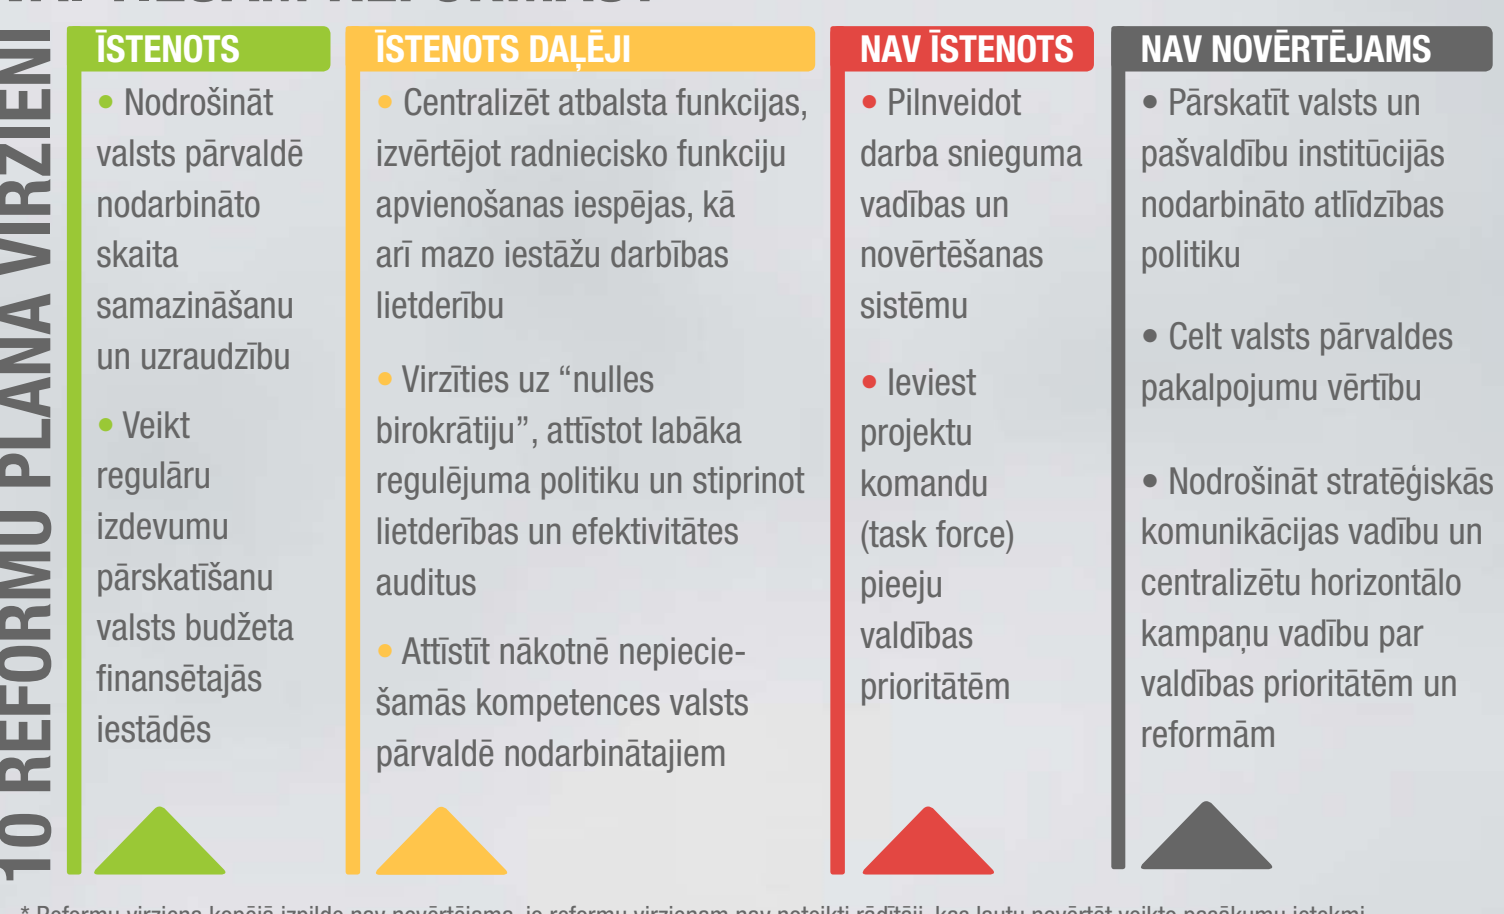 10 REFORMU PLANA VIRZIENI
ĪSTENOTS
• Nodrošināt
valsts pārvaldē
nodarbināto
skaita
samazināšanu
un uzraudzību
• Veikt
regulāru
izdevumu
pārskatīšanu
valsts budžeta
finansētajās
iestādēs
ĪSTENOTS DAĻĒJI
• Centralizēt atbalsta funkcijas,
izvērtējot radniecisko funkciju
apvienošanas iespējas, kā
arī mazo iestāžu darbības
lietderību
• Virzīties uz “nulles
birokrātiju”, attīstot labāka
regulējuma politiku un stiprinot
lietderības un efektivitātes
auditus
• Attīstīt nākotnē nepiecie-
šamās kompetences valsts
pārvaldē nodarbinātajiem
NAV ĪSTENOTS
• Pilnveidot
darba snieguma
vadības un
novērtēšanas
sistēmu
• Ieviest
projektu
komandu
(task force)
pieeju
valdības
prioritātēm
NAV NOVĒRTĒJAMS
• Pārskatīt valsts un
pašvaldību institūcijās
nodarbināto atlīdzības
politiku
• Celt valsts pārvaldes
pakalpojumu vērtību
• Nodrošināt stratēģiskās
komunikācijas vadību un
centralizētu horizontālo
kampaņu vadību par
valdības prioritātēm un
reformām